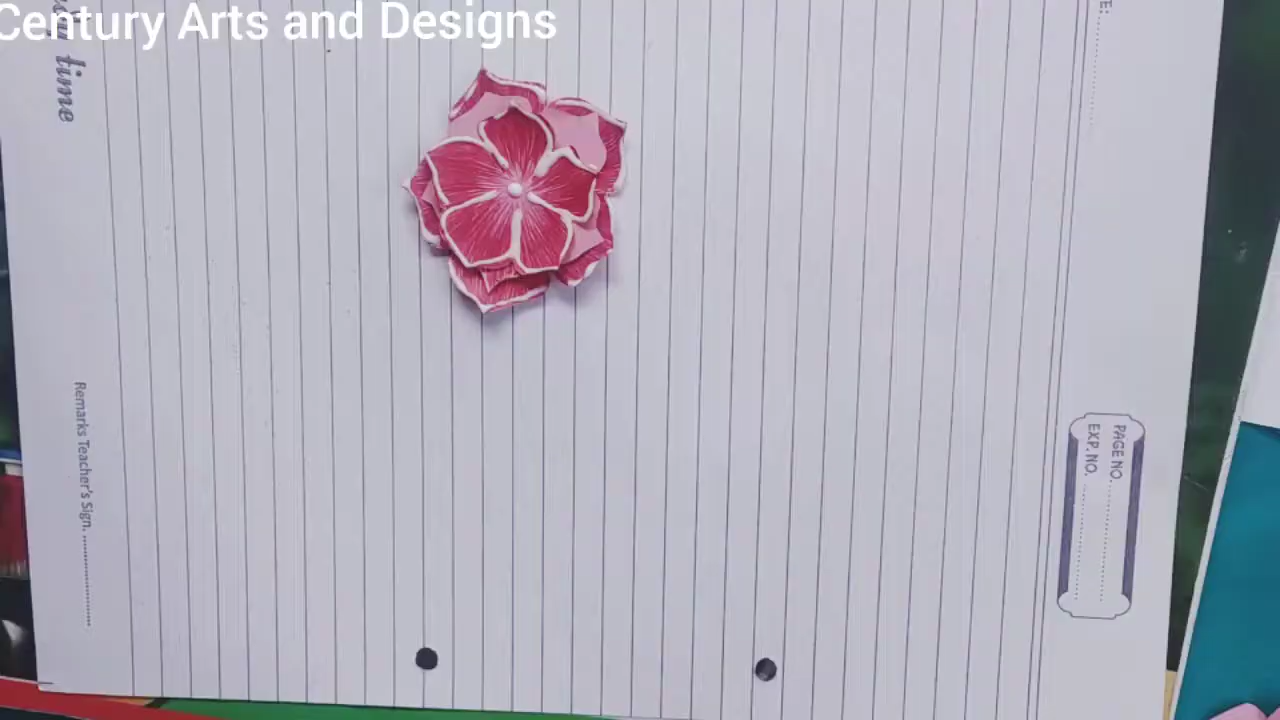 Century Arts and Designs
time
E:
PAGE NO.
EXP. NO.
Remarks Teacher's Sign.